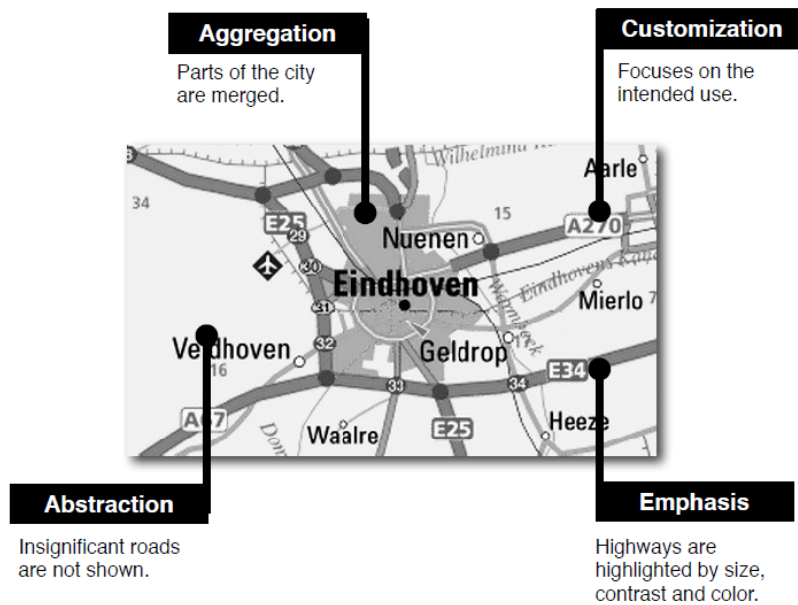 Aggregation
Parts of the city
are merged.
Customization
Focuses on the
intended use.
Wilhelmina
Aarle
34
15
E25
29
A270
Nuenen
30
Eindhovens
Eindhoven
31
Mierlo
7
32
Veldhoven
Geldrop
16
E34
33
34
A67
Heeze
Waalre
E25
Abstraction
Insignificant roads
are not shown.
Emphasis
Highways are
highlighted by size,
contrast and color.